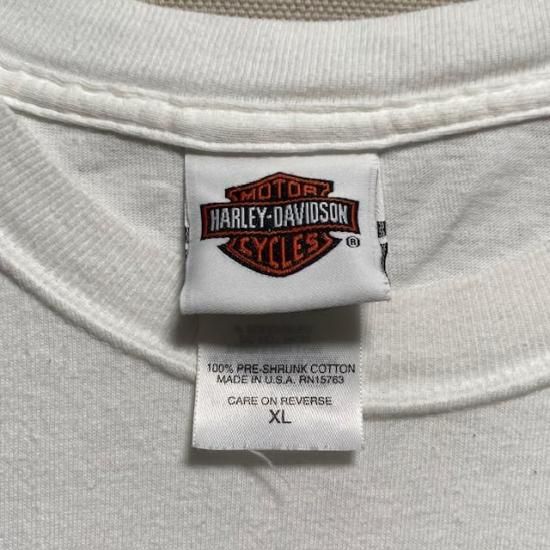 MOTOR
HARLEY-DAVIDSON
CYCLES
®
100% PRE-SHRUNK COTTON
MADE IN U.S.A. RN15763
CARE ON REVERSE
XL